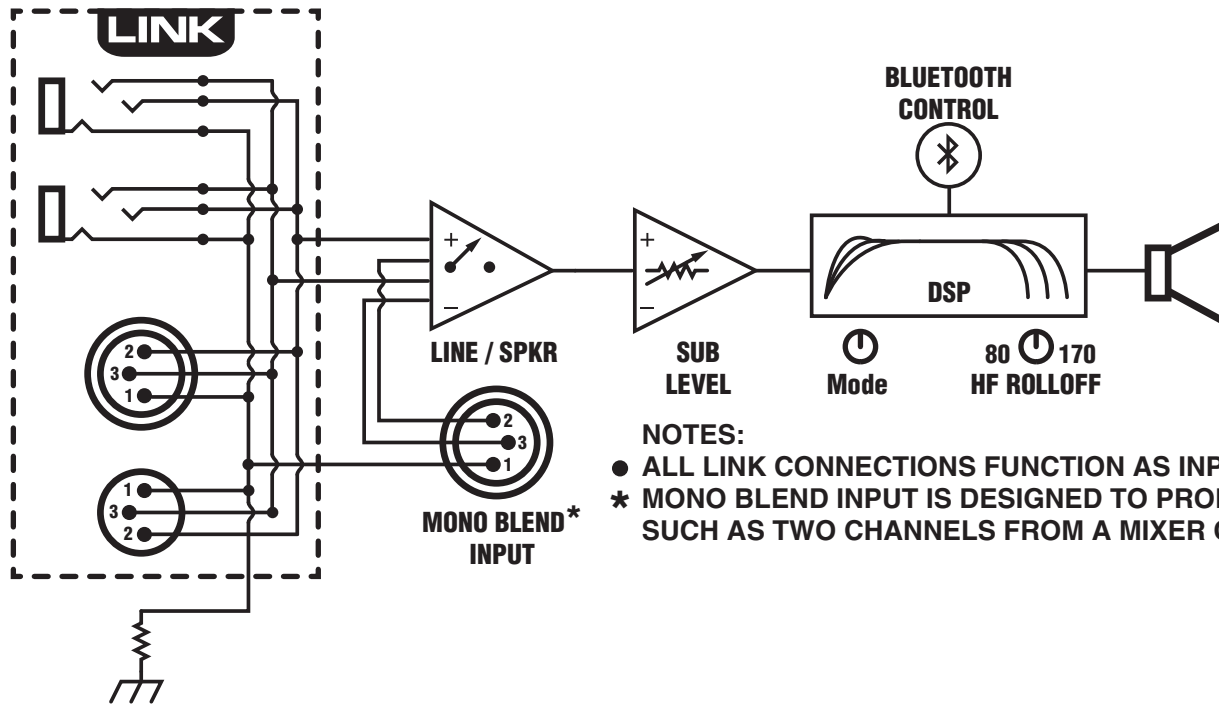 LINK
BLUETOOTH
CONTROL
+
−
LINE / SPKR
+
−
SUB
LEVEL
DSP
Mode
80 170
HF ROLLOFF
2
3
1
1
3
2
2
3
1
MONO BLEND*
INPUT
NOTES:
● ALL LINK CONNECTIONS FUNCTION AS
* MONO BLEND INPUT IS DESIGNED TO
SUCH AS TWO CHANNELS FROM A MIXER